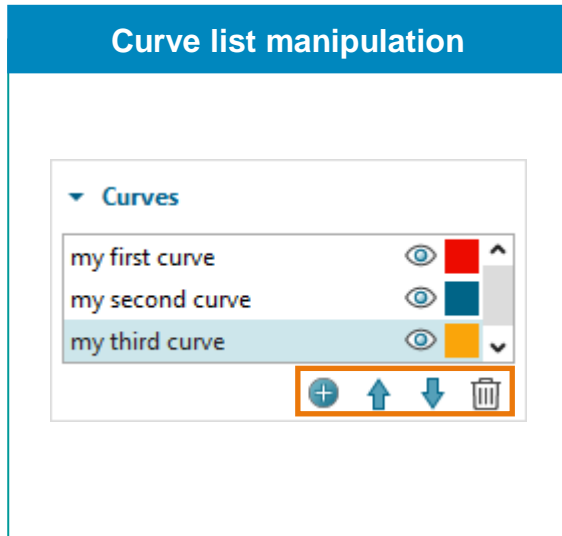 Curve list manipulation
Curves
my first curve
my second curve
my third curve